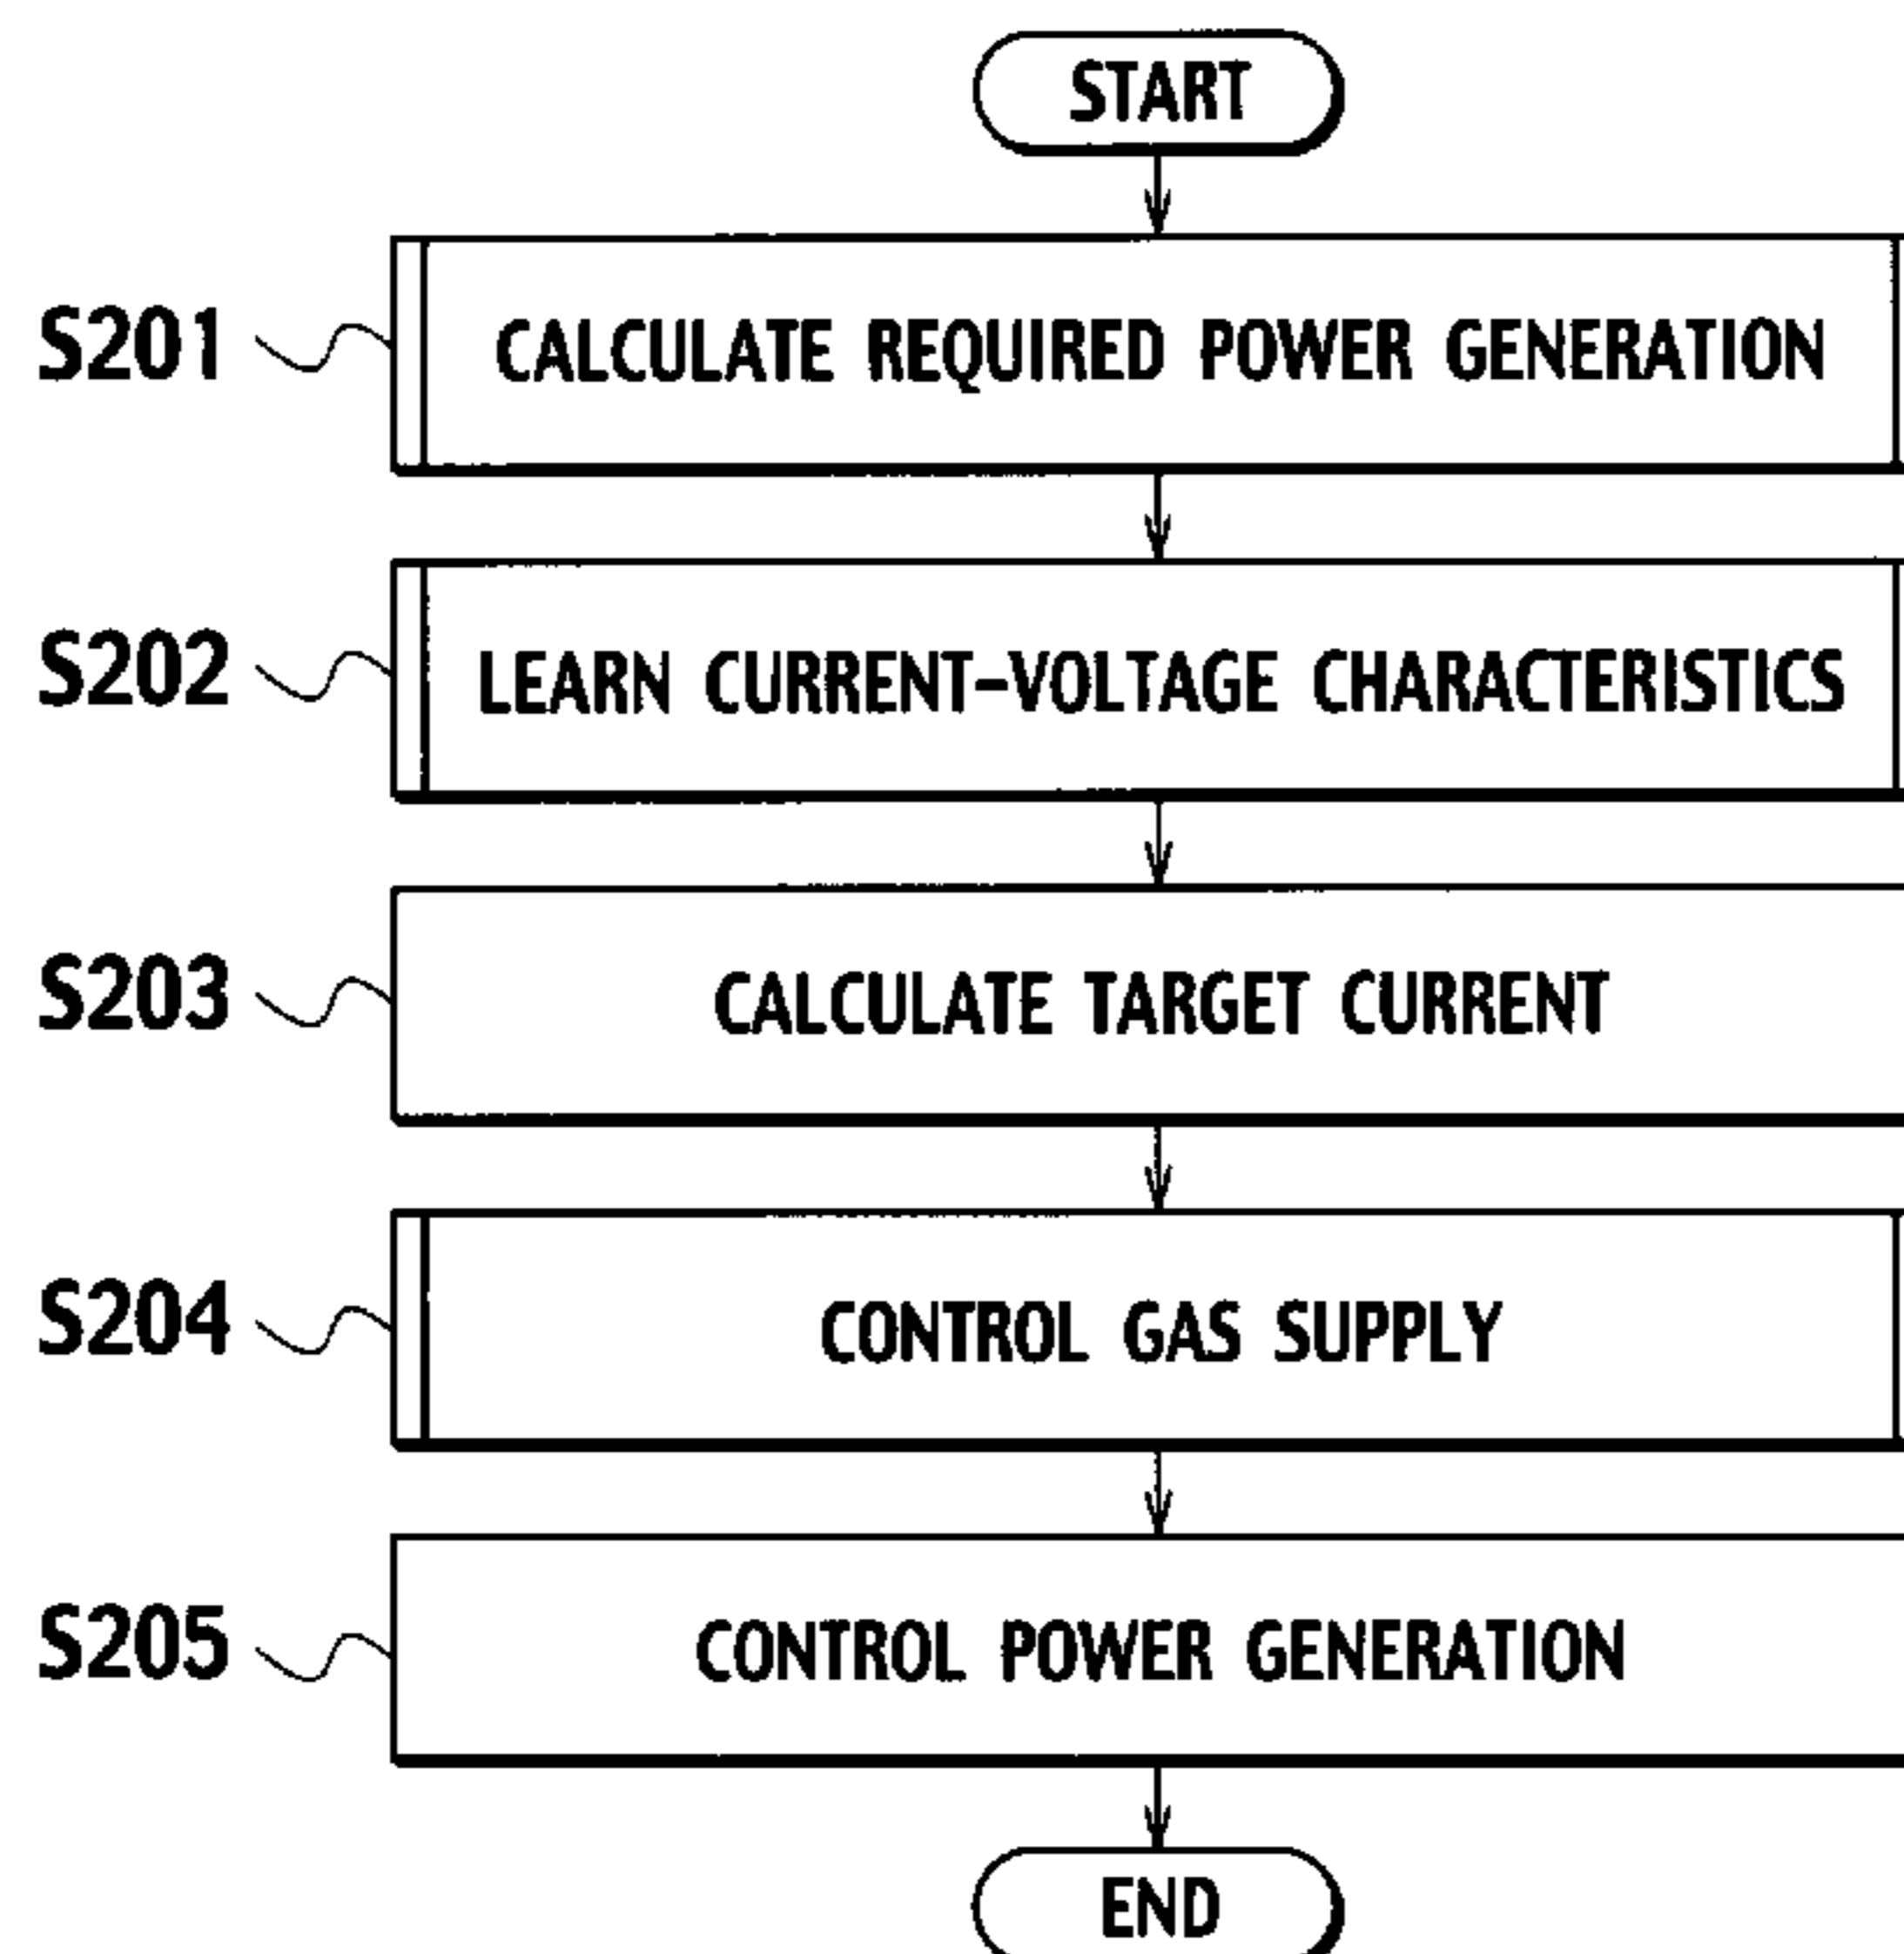 START
S201 CALCULATE REQUIRED POWER GENERATION
S202 LEARN CURRENT-VOLTAGE CHARACTERISTICS
S203 CALCULATE TARGET CURRENT
S204 CONTROL GAS SUPPLY
S205 CONTROL POWER GENERATION
END